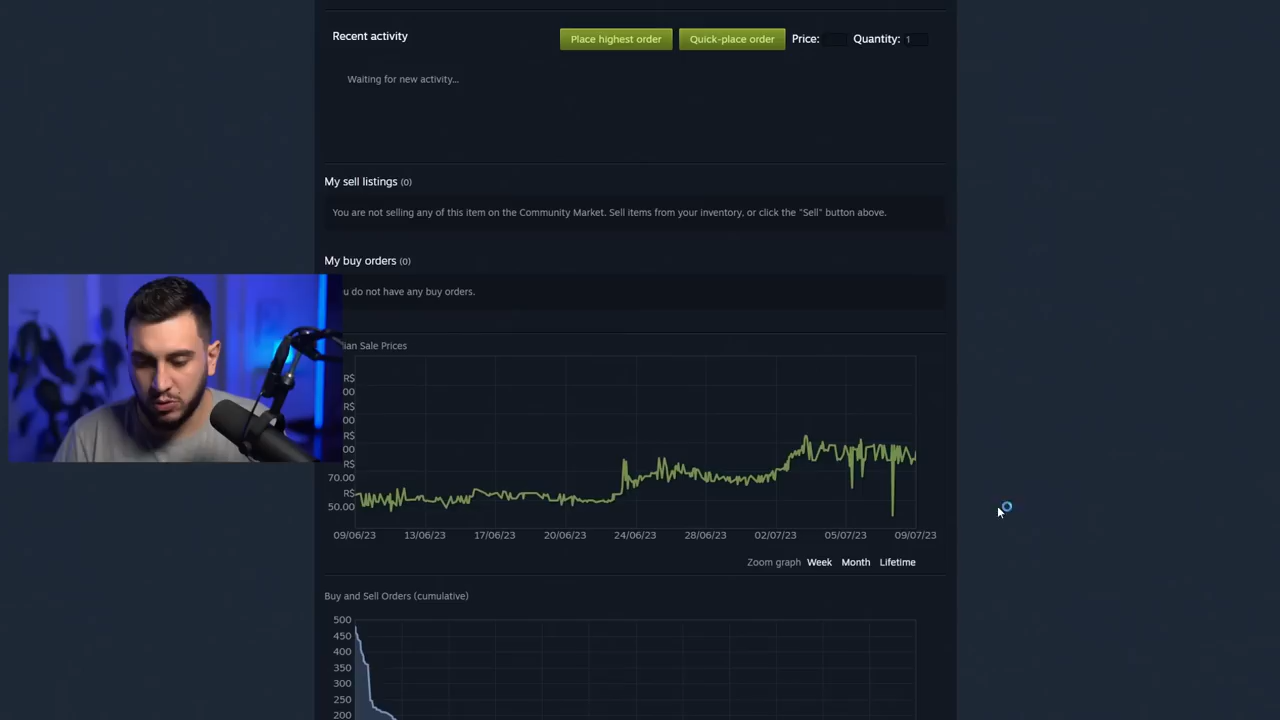 Recent activity
Place highest order
Quick-place order
Price:
Quantity: 1
Waiting for new activity...
My sell listings (0)
You are not selling any of this item on the Community Market. Sell items from your inventory, or click the "Sell" button above.
My buy orders (0)
u do not have any buy orders.
ian Sale Prices
R$
00
R$
00
R$
00
R$
70.00
R$
50.00
09/06/23 13/06/23 17/06/23 20/06/23 24/06/23 28/06/23 02/07/23 05/07/23 09/07/23
Zoom graph Week Month Lifetime
Buy and Sell Orders (cumulative)
500
450
400
350
300
250
200